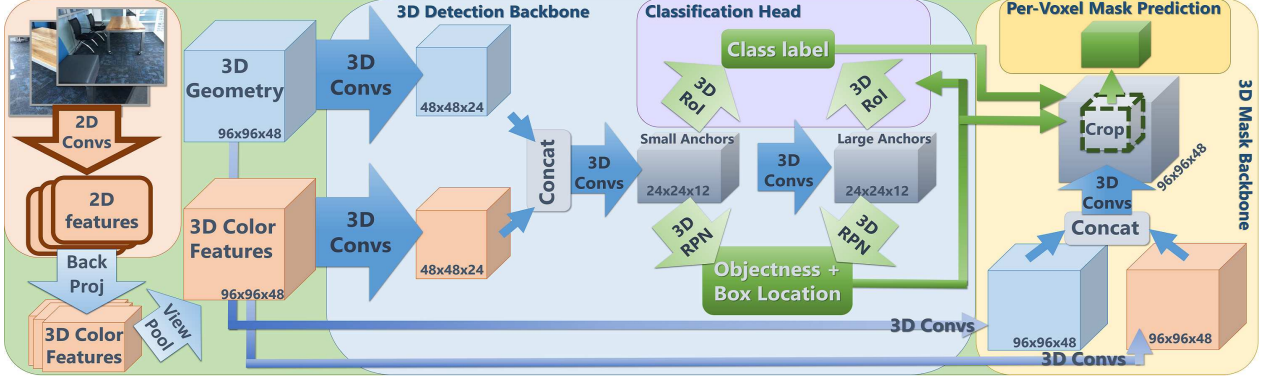 2D
Convs
2D
features
Back
Proj
3D Color
Features
View
Pool
3D
Geometry
96x96x48
3D Color
Features
96x96x48
3D Detection Backbone
3D
Convs
3D
Convs
48x48x24
48x48x24
Concat
3D
Convs
Classification Head
Class label
3D
RoI
3D
RoI
Small Anchors
24x24x12
3D
Convs
Large Anchors
24x24x12
3D
RPN
3D
RPN
Objectness +
Box Location
3D Convs
3D Convs
Per-Voxel Mask Prediction
Crop
96x96x48
3D
Convs
Concat
96x96x48
96x96x48
3D Mask Backbone